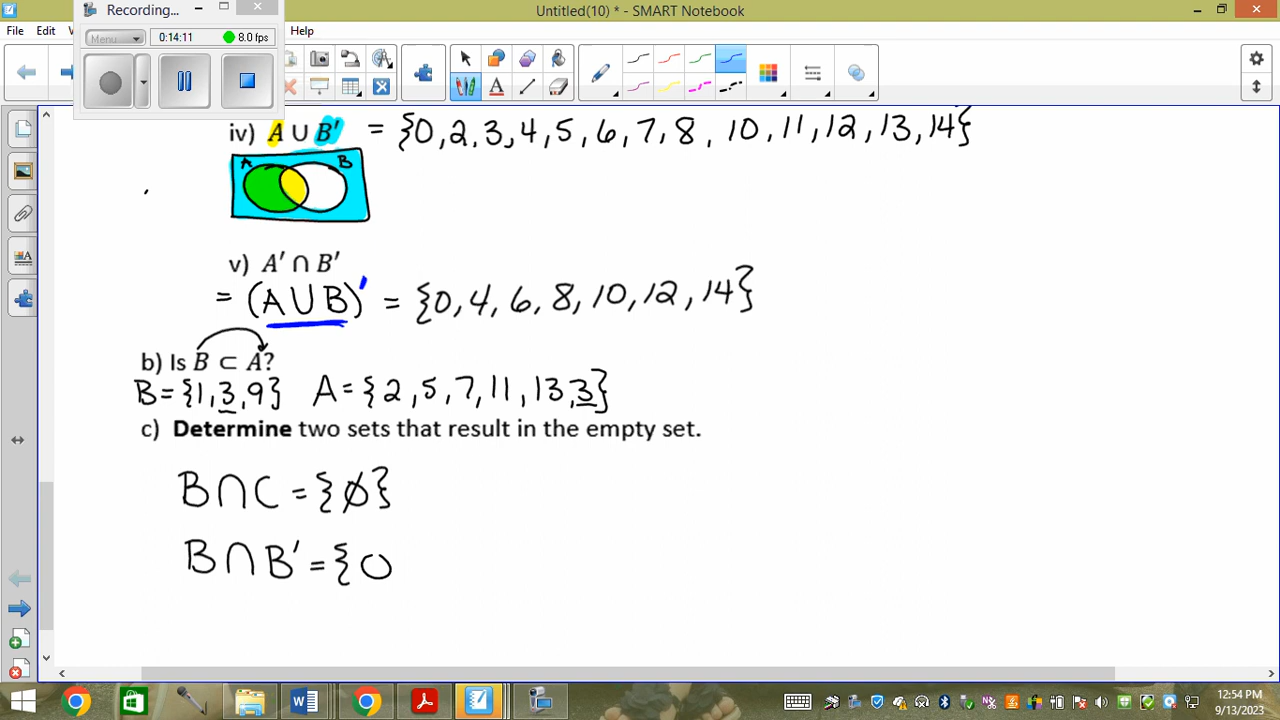 Recording...
Untitled(10) * - SMART Notebook
File Edit Help
Menu 0:14:11 8.0 fps
iv) A ∪ B' = {0,2,3,4,5,6,7,8, 10,11,12,13,14}
A B
v) A' ∩ B'
= (A∪B)' = {0,4,6,8,10,12,14}
b) Is B ⊂ A?
B={1,3,9} A={2,5,7,11,13,3}
c) Determine two sets that result in the empty set.
B∩C = {∅}
B∩B' = {0
12:54 PM
9/13/2023